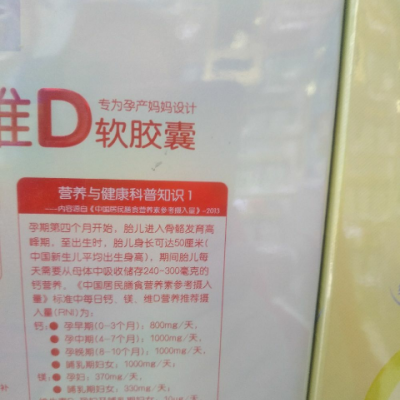 专为孕产妈妈设计
维D软胶囊
营养与健康科普知识1
——内容源自《中国居民膳食营养素参考摄入量》-2013
孕期第四个月开始，胎儿进入骨骼发育高
峰期，至出生时，胎儿身长可达50厘米（
中国新生儿平均出生身高），期间胎儿每
天需要从母体中吸收储存240-300毫克的
钙营养，《中国居民膳食营养素参考摄入
量》标准中每日钙、镁、维D营养推荐摄
入量(RNI)为：
钙：● 孕早期(0-3个月)：800mg/天，
● 孕中期(4-7个月)：1000mg/天，
● 孕晚期(8-10个月)：1000mg/天，
● 哺乳期妇女：1000mg/天；
镁：● 孕妇：370mg/天，
● 哺乳期妇女：330mg/天；
补